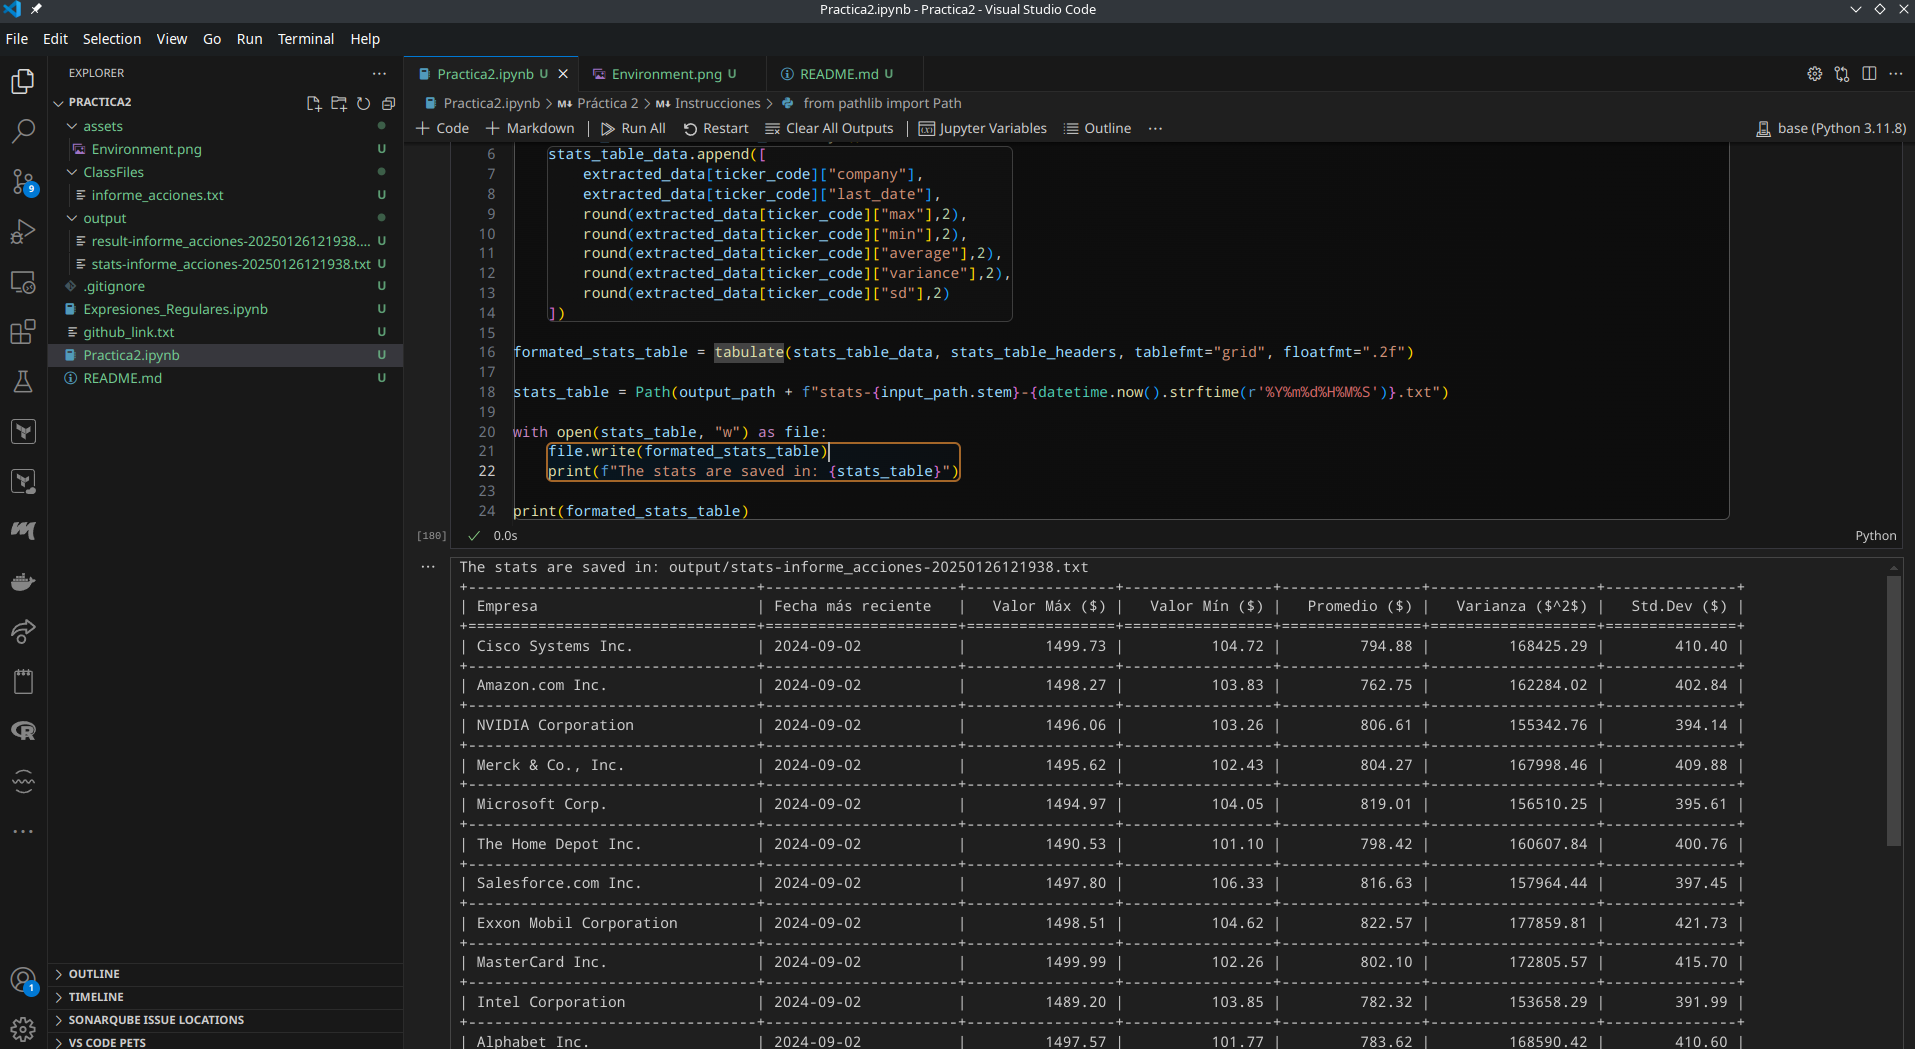 Practica2.ipynb - Practica2 - Visual Studio Code
File Edit Selection View Go Run Terminal Help
EXPLORER
PRACTICA2
assets
Environment.png U
ClassFiles
informe_acciones.txt U
output
result-informe_acciones-20250126121938.... U
stats-informe_acciones-20250126121938.txt U
.gitignore U
Expresiones_Regulares.ipynb U
github_link.txt U
Practica2.ipynb U
README.md U
OUTLINE
TIMELINE
SONARQUBE ISSUE LOCATIONS
VS CODE PETS
9
1
Practica2.ipynb U Environment.png U README.md U
Practica2.ipynb > M↓ Práctica 2 > M↓ Instrucciones > from pathlib import Path
+ Code + Markdown | Run All Restart Clear All Outputs | Jupyter Variables Outline ... base (Python 3.11.8)
6 stats_table_data.append([
7 extracted_data[ticker_code]["company"],
8 extracted_data[ticker_code]["last_date"],
9 round(extracted_data[ticker_code]["max"],2),
10 round(extracted_data[ticker_code]["min"],2),
11 round(extracted_data[ticker_code]["average"],2),
12 round(extracted_data[ticker_code]["variance"],2),
13 round(extracted_data[ticker_code]["sd"],2)
14 ])
15
16 formated_stats_table = tabulate(stats_table_data, stats_table_headers, tablefmt="grid", floatfmt=".2f")
17
18 stats_table = Path(output_path + f"stats-{input_path.stem}-{datetime.now().strftime(r'%Y%m%d%H%M%S')}.txt")
19
20 with open(stats_table, "w") as file:
21 file.write(formated_stats_table)
22 print(f"The stats are saved in: {stats_table}")
23
24 print(formated_stats_table)
[180] ✓ 0.0s Python
The stats are saved in: output/stats-informe_acciones-20250126121938.txt
| Empresa | Fecha más reciente | Valor Máx ($) | Valor Mín ($) | Promedio ($) | Varianza ($^2$) | Std.Dev ($) |
| Cisco Systems Inc. | 2024-09-02 | 1499.73 | 104.72 | 794.88 | 168425.29 | 410.40 |
| Amazon.com Inc. | 2024-09-02 | 1498.27 | 103.83 | 762.75 | 162284.02 | 402.84 |
| NVIDIA Corporation | 2024-09-02 | 1496.06 | 103.26 | 806.61 | 155342.76 | 394.14 |
| Merck & Co., Inc. | 2024-09-02 | 1495.62 | 102.43 | 804.27 | 167998.46 | 409.88 |
| Microsoft Corp. | 2024-09-02 | 1494.97 | 104.05 | 819.01 | 156510.25 | 395.61 |
| The Home Depot Inc. | 2024-09-02 | 1490.53 | 101.10 | 798.42 | 160607.84 | 400.76 |
| Salesforce.com Inc. | 2024-09-02 | 1497.80 | 106.33 | 816.63 | 157964.44 | 397.45 |
| Exxon Mobil Corporation | 2024-09-02 | 1498.51 | 104.62 | 822.57 | 177859.81 | 421.73 |
| MasterCard Inc. | 2024-09-02 | 1499.99 | 102.26 | 802.10 | 172805.57 | 415.70 |
| Intel Corporation | 2024-09-02 | 1489.20 | 103.85 | 782.32 | 153658.29 | 391.99 |
| Alphabet Inc. | 2024-09-02 | 1497.57 | 101.77 | 783.62 | 168590.42 | 410.60 |